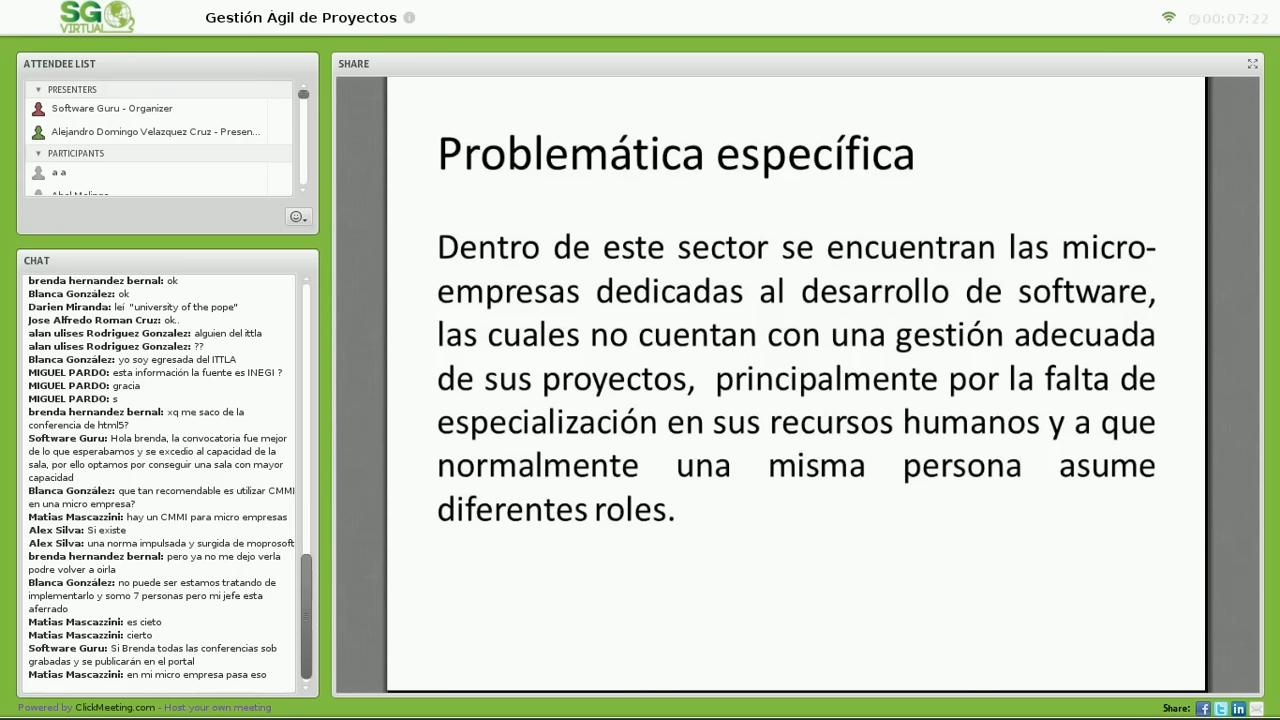 SG
VIRTUAL
Gestión Ágil de Proyectos
00:07:22
ATTENDEE LIST
PRESENTERS
Software Guru - Organizer
Alejandro Domingo Velazquez Cruz - Presen...
PARTICIPANTS
a a
CHAT
brenda hernandez bernal: ok
Blanca González: ok
Darien Miranda: leí "university of the pope"
Jose Alfredo Roman Cruz: ok..
alan ulises Rodriguez Gonzalez: alguien del ittla
alan ulises Rodriguez Gonzalez: ??
Blanca González: yo soy egresada del ITTLA
MIGUEL PARDO: esta información la fuente es INEGI ?
MIGUEL PARDO: gracia
MIGUEL PARDO: s
brenda hernandez bernal: xq me saco de la
conferencia de html5?
Software Guru: Hola brenda, la convocatoria fue mejor
de lo que esperabamos y se excedio al capacidad de la
sala, por ello optamos por conseguir una sala con mayor
capacidad
Blanca González: que tan recomendable es utilizar CMMI
en una micro empresa?
Matias Mascazzini: hay un CMMI para micro empresas
Alex Silva: Si existe
Alex Silva: una norma impulsada y surgida de moprosoft
brenda hernandez bernal: pero ya no me dejo verla
podre volver a oirla
Blanca González: no puede ser estamos tratando de
implementarlo y somo 7 personas pero mi jefe esta
aferrado
Matias Mascazzini: es cieto
Matias Mascazzini: cierto
Software Guru: Si Brenda todas las conferencias sob
grabadas y se publicarán en el portal
Matias Mascazzini: en mi micro empresa pasa eso
SHARE
Problemática específica
Dentro de este sector se encuentran las micro-
empresas dedicadas al desarrollo de software,
las cuales no cuentan con una gestión adecuada
de sus proyectos, principalmente por la falta de
especialización en sus recursos humanos y a que
normalmente una misma persona asume
diferentes roles.
Powered by ClickMeeting.com - Host your own meeting
Share: